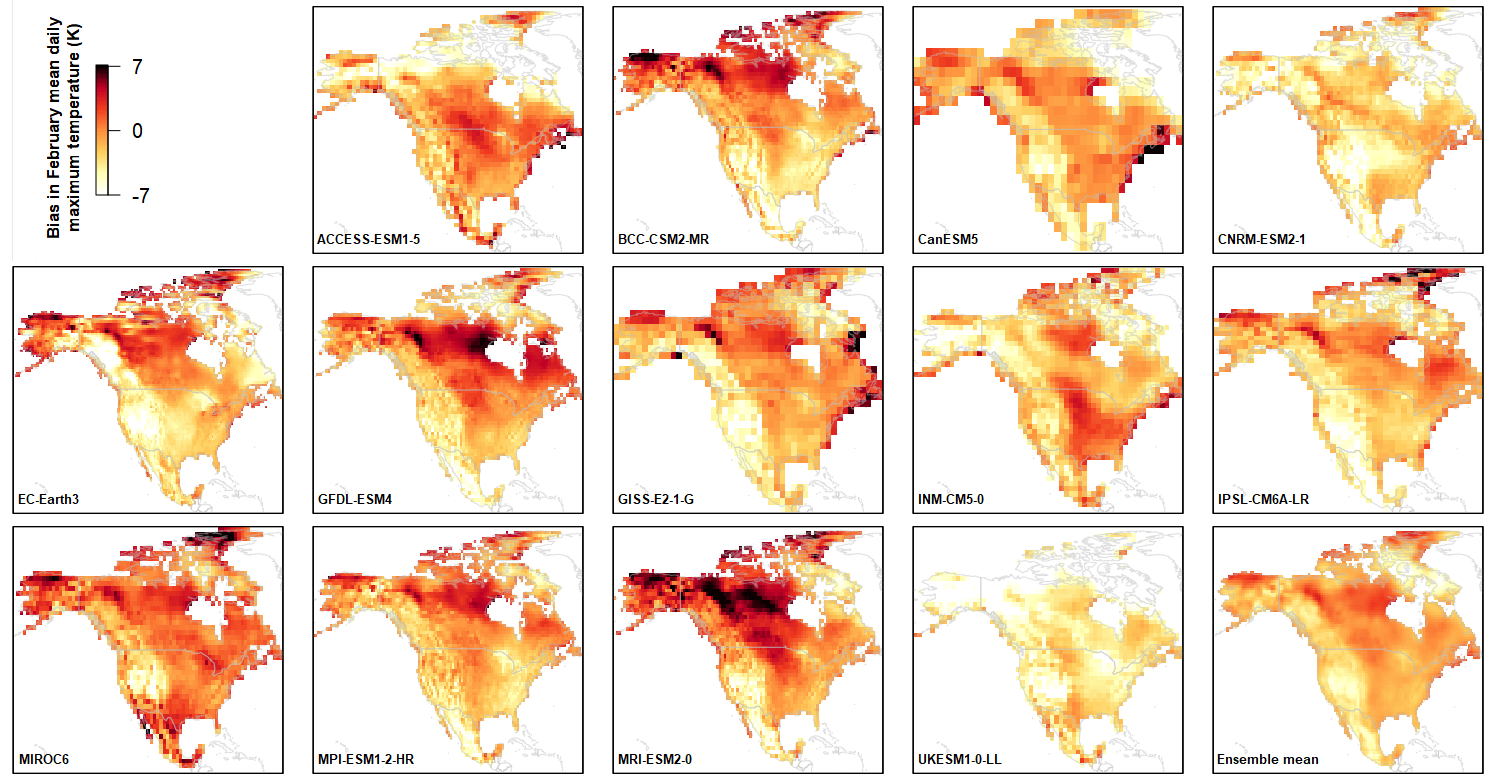 Bias in February mean daily
maximum temperature (K)
7
0
-7
ACCESS-ESM1-5
BCC-CSM2-MR
CanESM5
CNRM-ESM2-1
EC-Earth3
GFDL-ESM4
GISS-E2-1-G
INM-CM5-0
IPSL-CM6A-LR
MIROC6
MPI-ESM1-2-HR
MRI-ESM2-0
UKESM1-0-LL
Ensemble mean